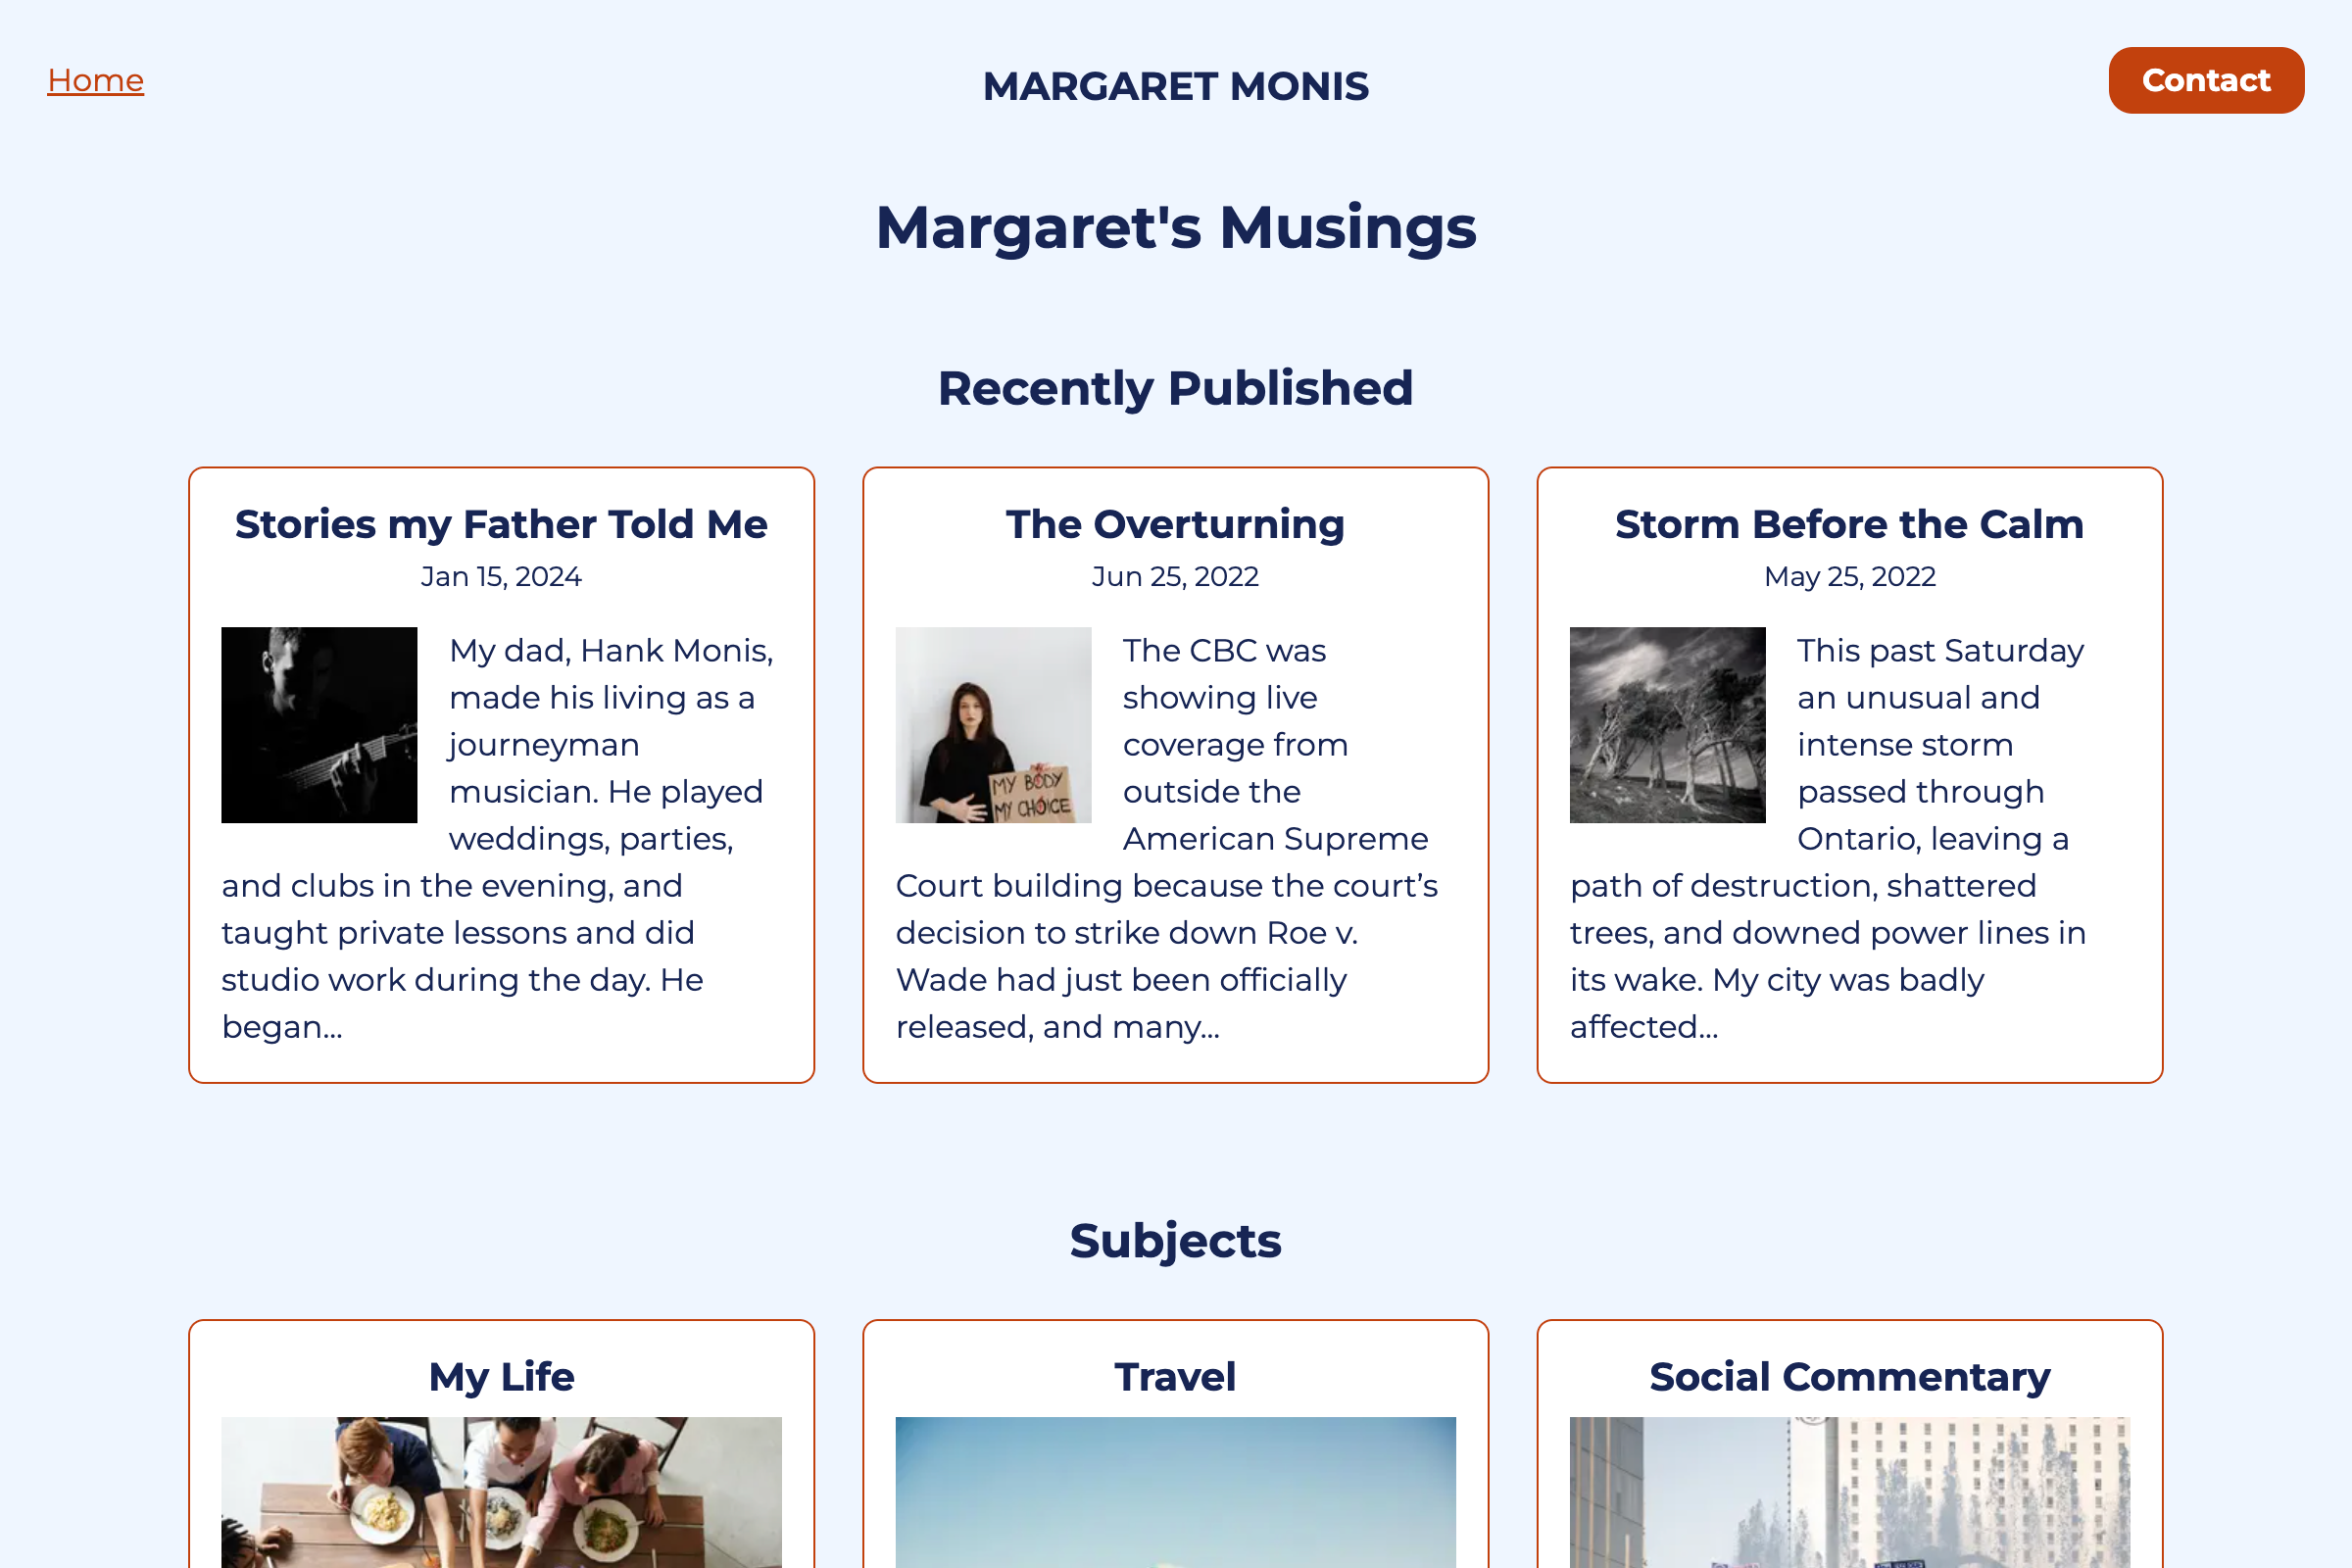 Home
MARGARET MONIS
Contact
Margaret's Musings
Recently Published
Stories my Father Told Me
Jan 15, 2024
My dad, Hank Monis,
made his living as a
journeyman
musician. He played
weddings, parties,
and clubs in the evening, and
taught private lessons and did
studio work during the day. He
began...
The Overturning
Jun 25, 2022
MY BODY
MY CHOICE
The CBC was
showing live
coverage from
outside the
American Supreme
Court building because the court’s
decision to strike down Roe v.
Wade had just been officially
released, and many...
Storm Before the Calm
May 25, 2022
This past Saturday
an unusual and
intense storm
passed through
Ontario, leaving a
path of destruction, shattered
trees, and downed power lines in
its wake. My city was badly
affected...
Subjects
My Life
Travel
Social Commentary